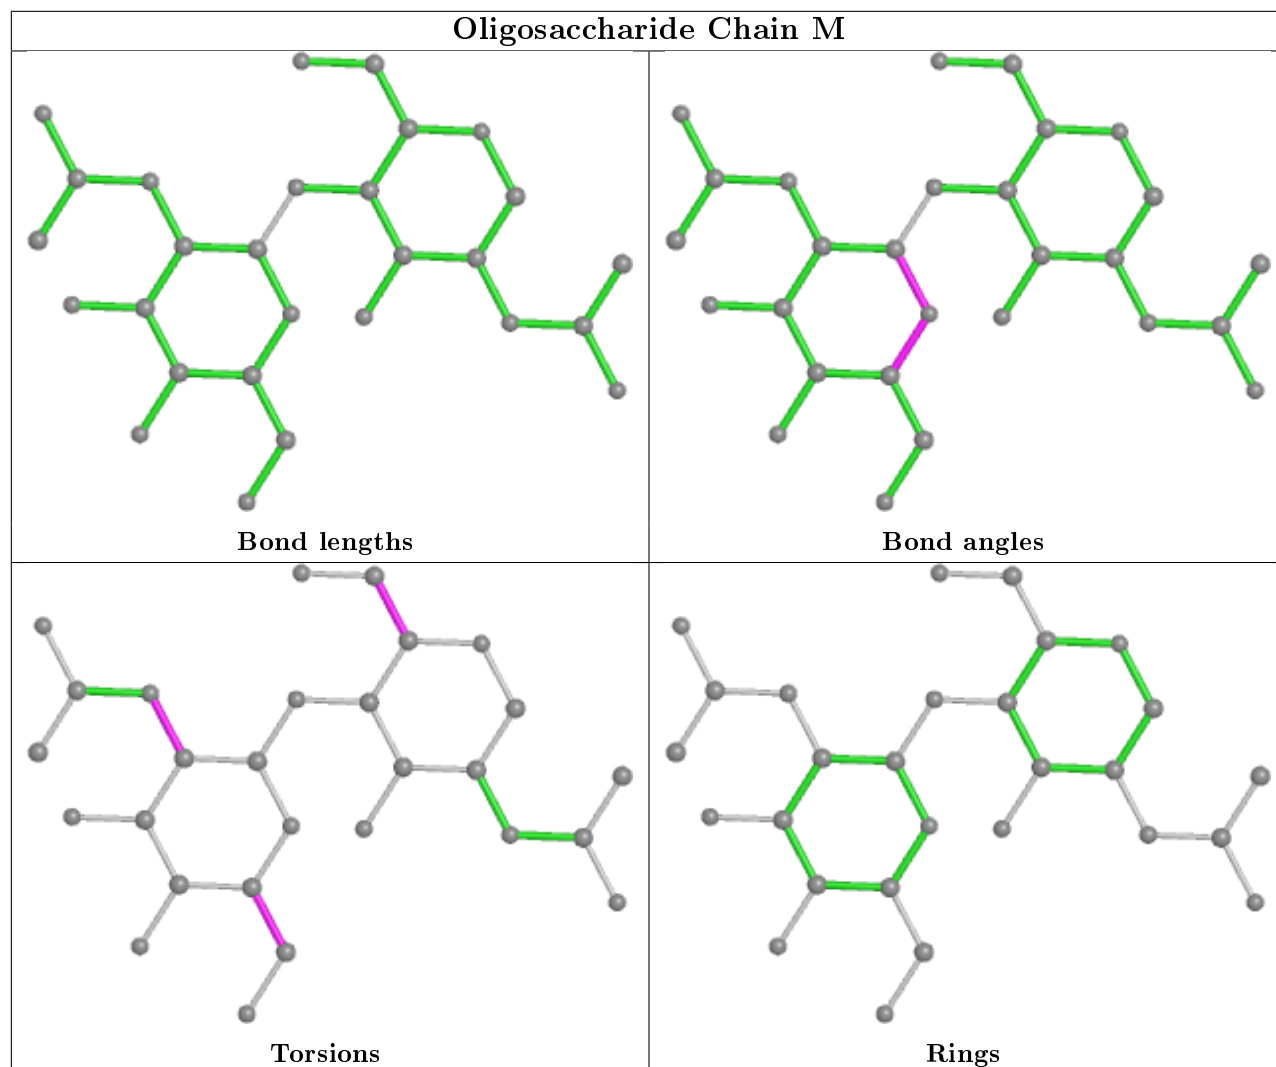 Oligosaccharide Chain M
Bond lengths
Bond angles
Torsions
Rings